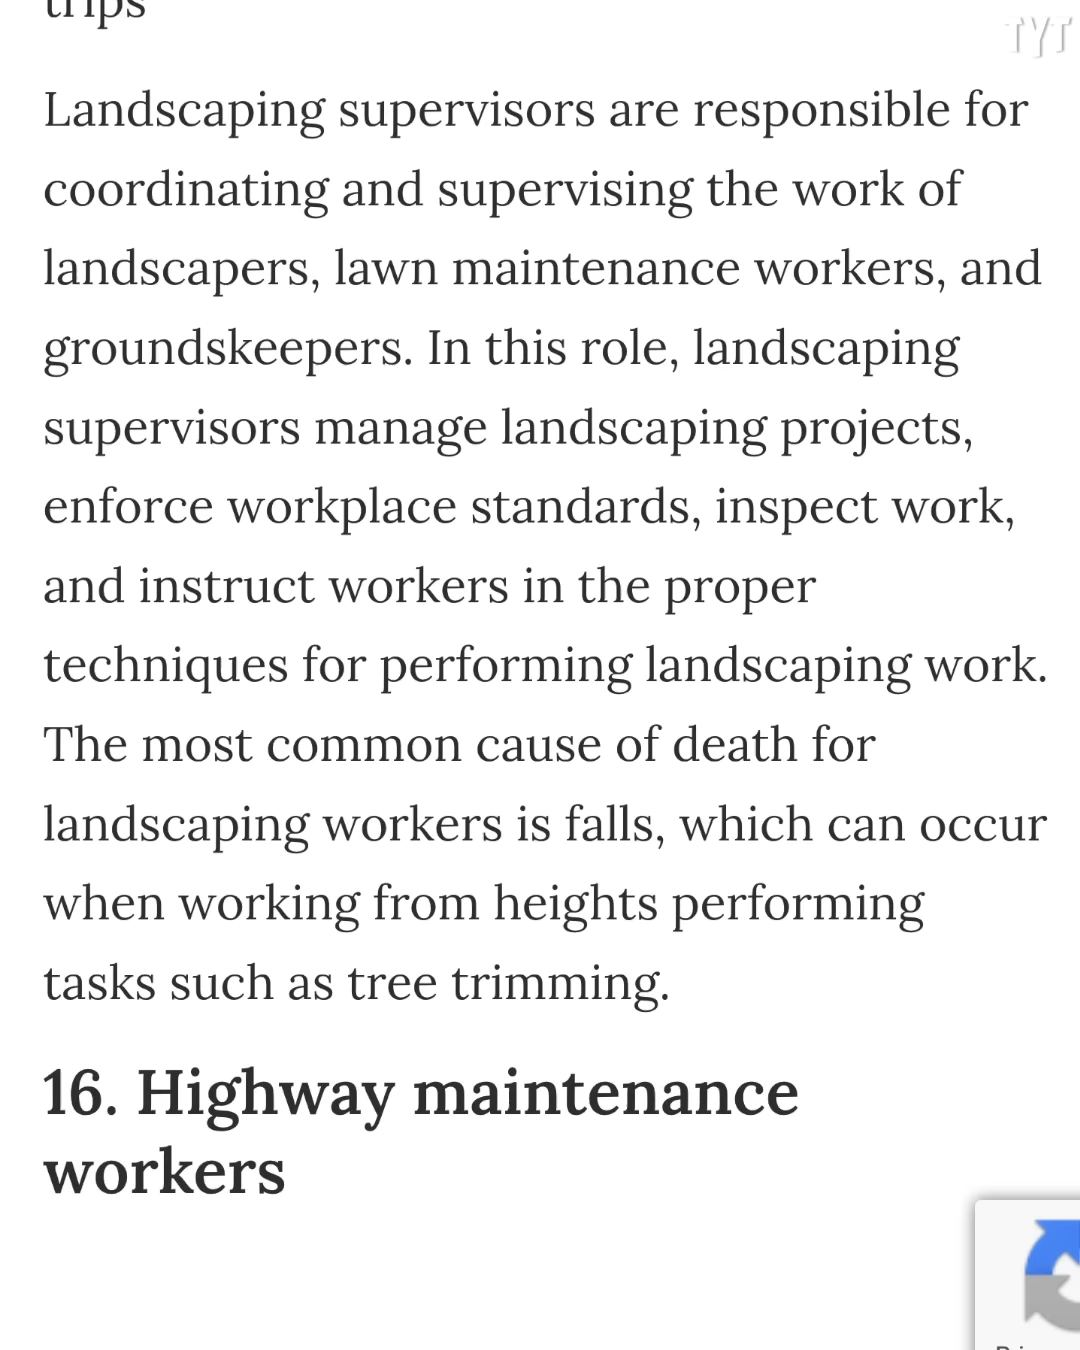 trips
TYT
Landscaping supervisors are responsible for
coordinating and supervising the work of
landscapers, lawn maintenance workers, and
groundskeepers. In this role, landscaping
supervisors manage landscaping projects,
enforce workplace standards, inspect work,
and instruct workers in the proper
techniques for performing landscaping work.
The most common cause of death for
landscaping workers is falls, which can occur
when working from heights performing
tasks such as tree trimming.
16. Highway maintenance
workers